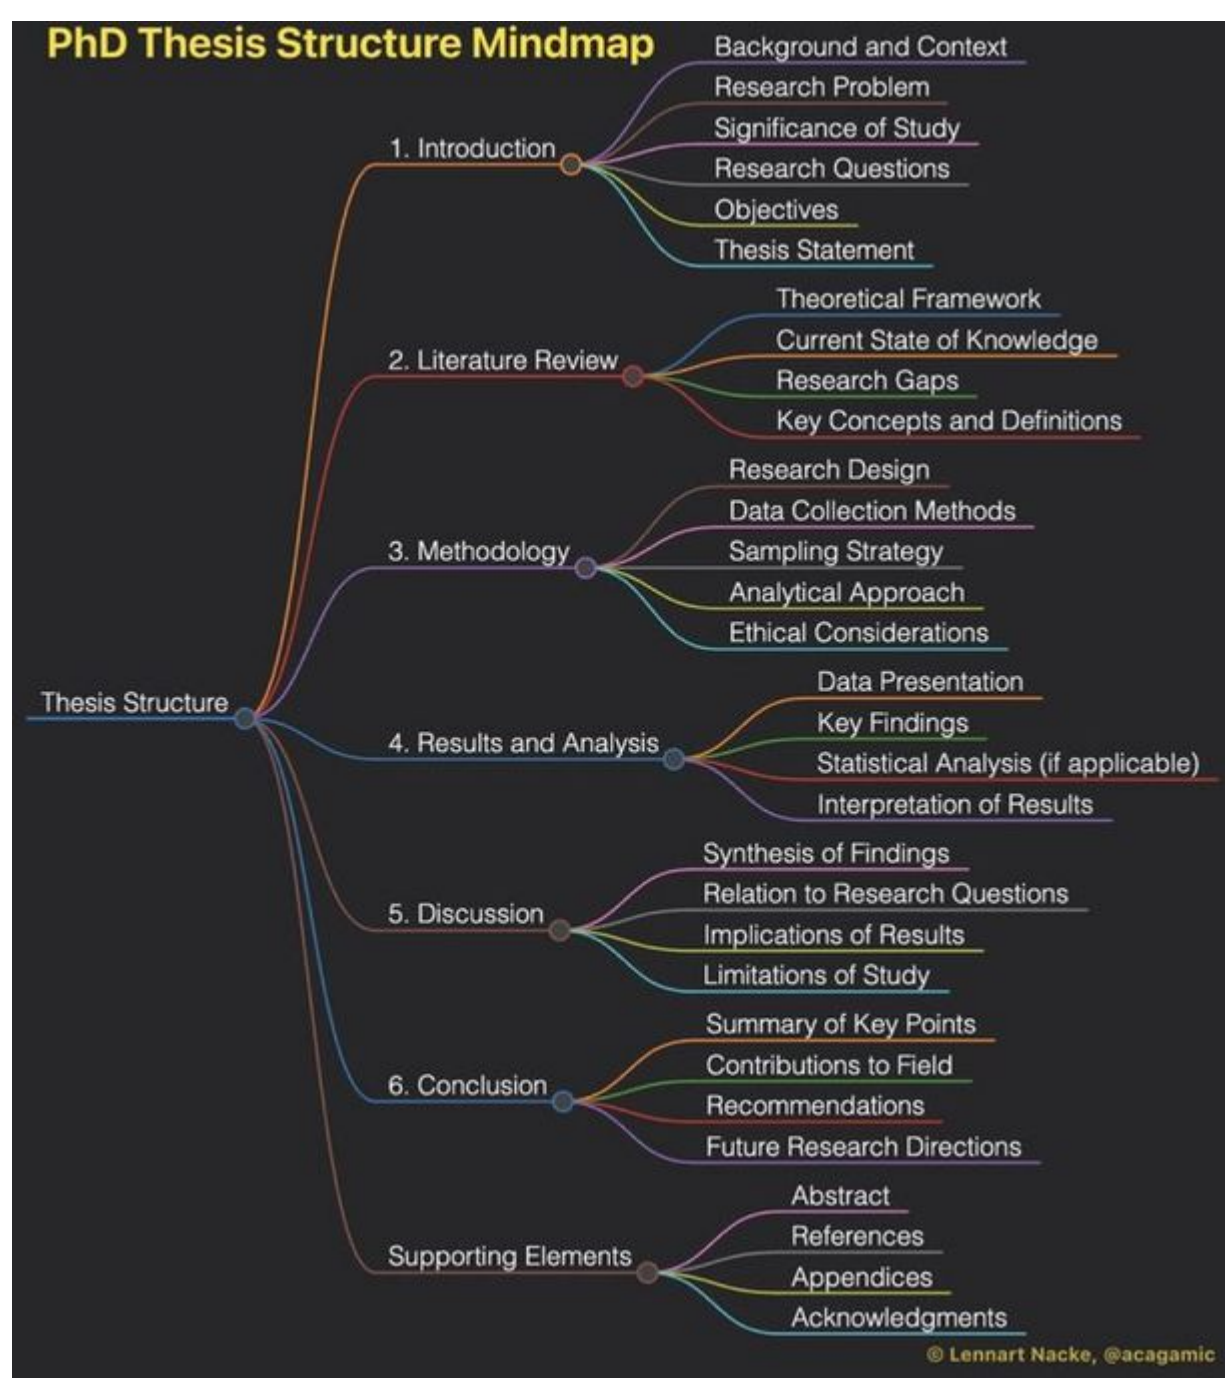 PhD Thesis Structure Mindmap
Thesis Structure
1. Introduction
Background and Context
Research Problem
Significance of Study
Research Questions
Objectives
Thesis Statement
2. Literature Review
Theoretical Framework
Current State of Knowledge
Research Gaps
Key Concepts and Definitions
3. Methodology
Research Design
Data Collection Methods
Sampling Strategy
Analytical Approach
Ethical Considerations
4. Results and Analysis
Data Presentation
Key Findings
Statistical Analysis (if applicable)
Interpretation of Results
5. Discussion
Synthesis of Findings
Relation to Research Questions
Implications of Results
Limitations of Study
6. Conclusion
Summary of Key Points
Contributions to Field
Recommendations
Future Research Directions
Supporting Elements
Abstract
References
Appendices
Acknowledgments
© Lennart Nacke, @acagamic